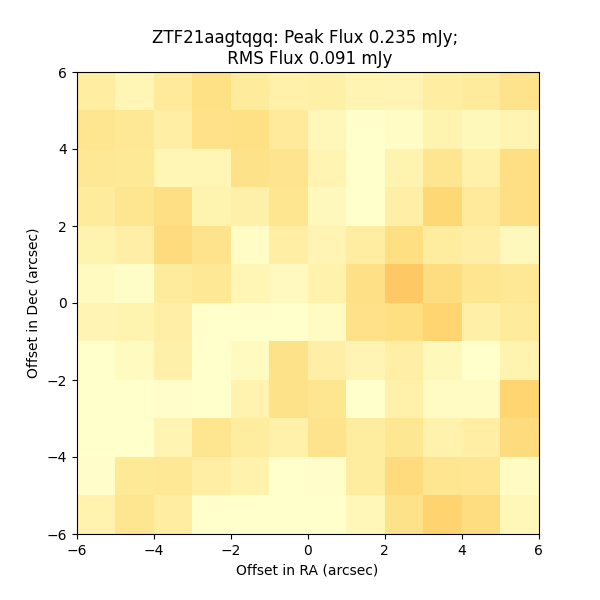 ZTF21aagtqgq: Peak Flux 0.235 mJy;
RMS Flux 0.091 mJy
6
4
2
0
−2
−4
−6
Offset in Dec (arcsec)
−6 −4 −2 0 2 4 6
Offset in RA (arcsec)